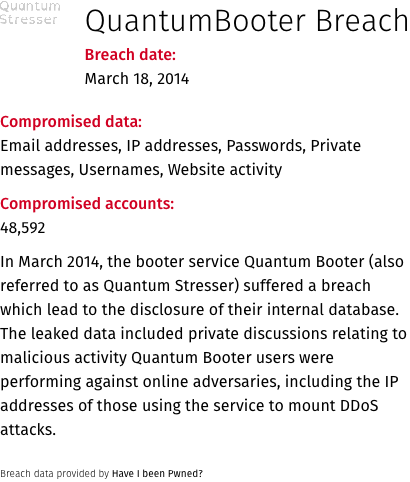 Quantum
Stresser
QuantumBooter Breach
Breach date:
March 18, 2014
Compromised data:
Email addresses, IP addresses, Passwords, Private
messages, Usernames, Website activity
Compromised accounts:
48,592
In March 2014, the booter service Quantum Booter (also
referred to as Quantum Stresser) suffered a breach
which lead to the disclosure of their internal database.
The leaked data included private discussions relating to
malicious activity Quantum Booter users were
performing against online adversaries, including the IP
addresses of those using the service to mount DDoS
attacks.
Breach data provided by Have I been Pwned?